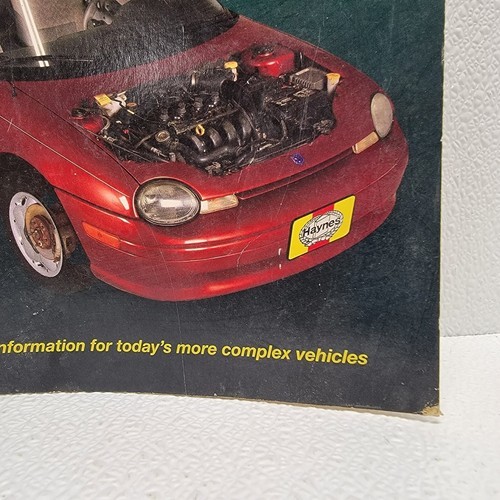 Haynes
nformation for today's more complex vehicles